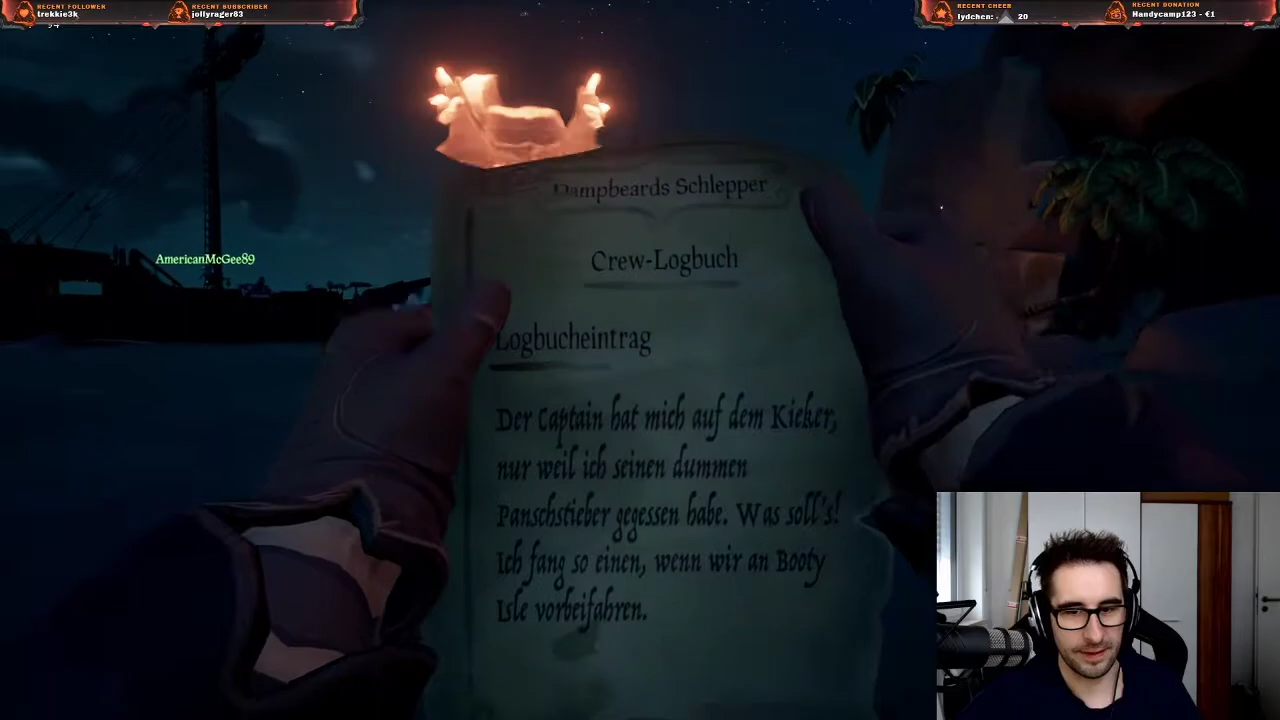 RECENT FOLLOWER
trekkie3k
RECENT SUBSCRIBER
jollyrager83
RECENT CHEER
lydchen: 20
RECENT DONATION
Handycamp123 - €1
AmericanMcGee89
Dampbeards Schlepper
Crew-Logbuch
Logbucheintrag
Der Captain hat mich auf dem Kieker,
nur weil ich seinen dummen
Panschstieber gegessen habe. Was soll's!
Ich fang so einen, wenn wir an Booty
Isle vorbeifahren.